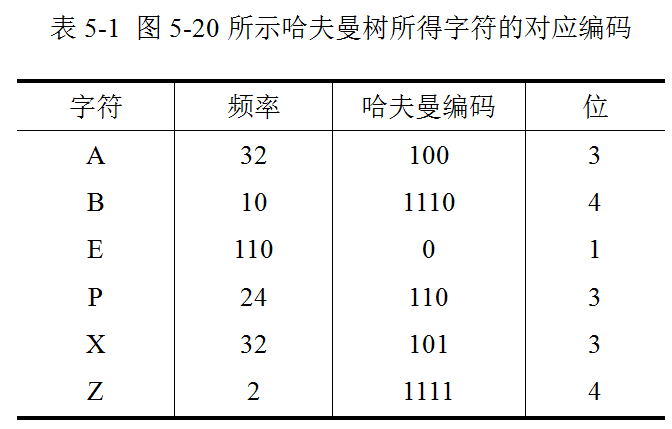 表 5-1 图 5-20 所示哈夫曼树所得字符的对应编码
字符 频率 哈夫曼编码 位
A 32 100 3
B 10 1110 4
E 110 0 1
P 24 110 3
X 32 101 3
Z 2 1111 4